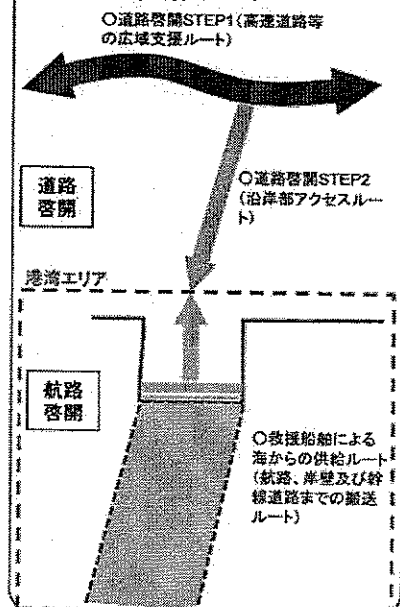 ○道路啓開STEP1(高速道路等
の広域支援ルート)
道路
啓開
○道路啓開STEP2
(沿岸部アクセスルー
ト)
港湾エリア
航路
啓開
○救援船舶による
海からの供給ルート
(航路、岸壁及び幹
線道路までの搬送
ルート)